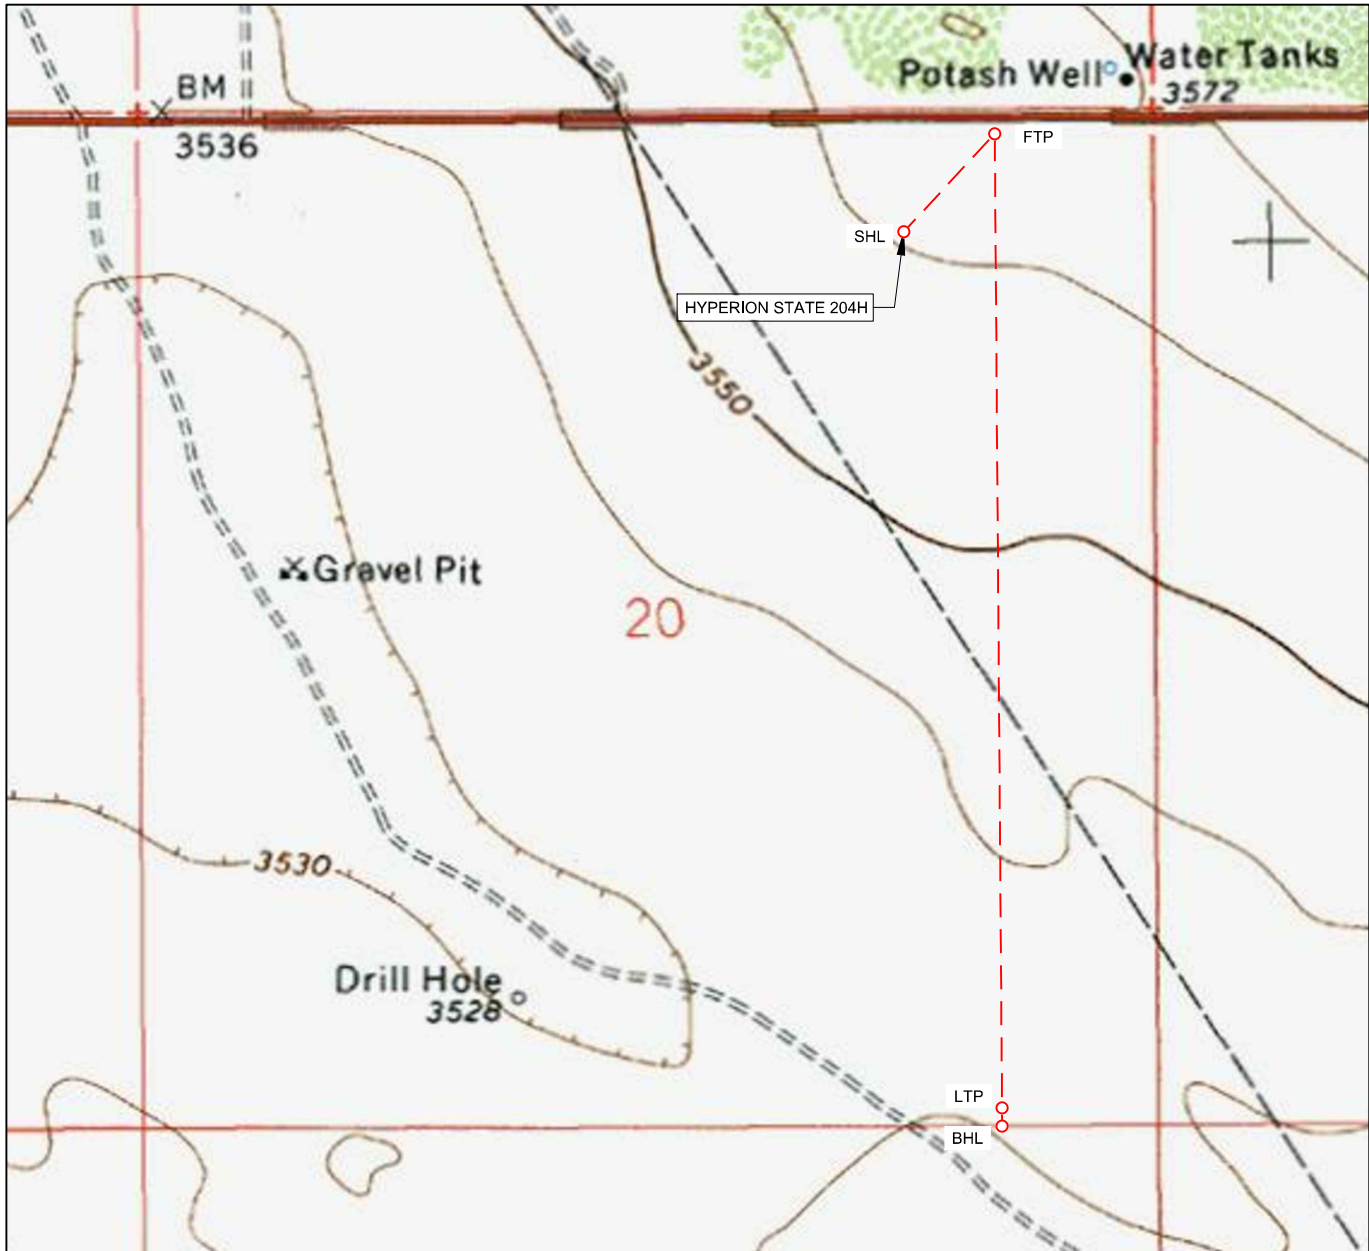 Water Tanks
Potash Well
3572
BM
3536
FTP
SHL
HYPERION STATE 204H
3550
Gravel Pit
20
3530
Drill Hole
3528
LTP
BHL